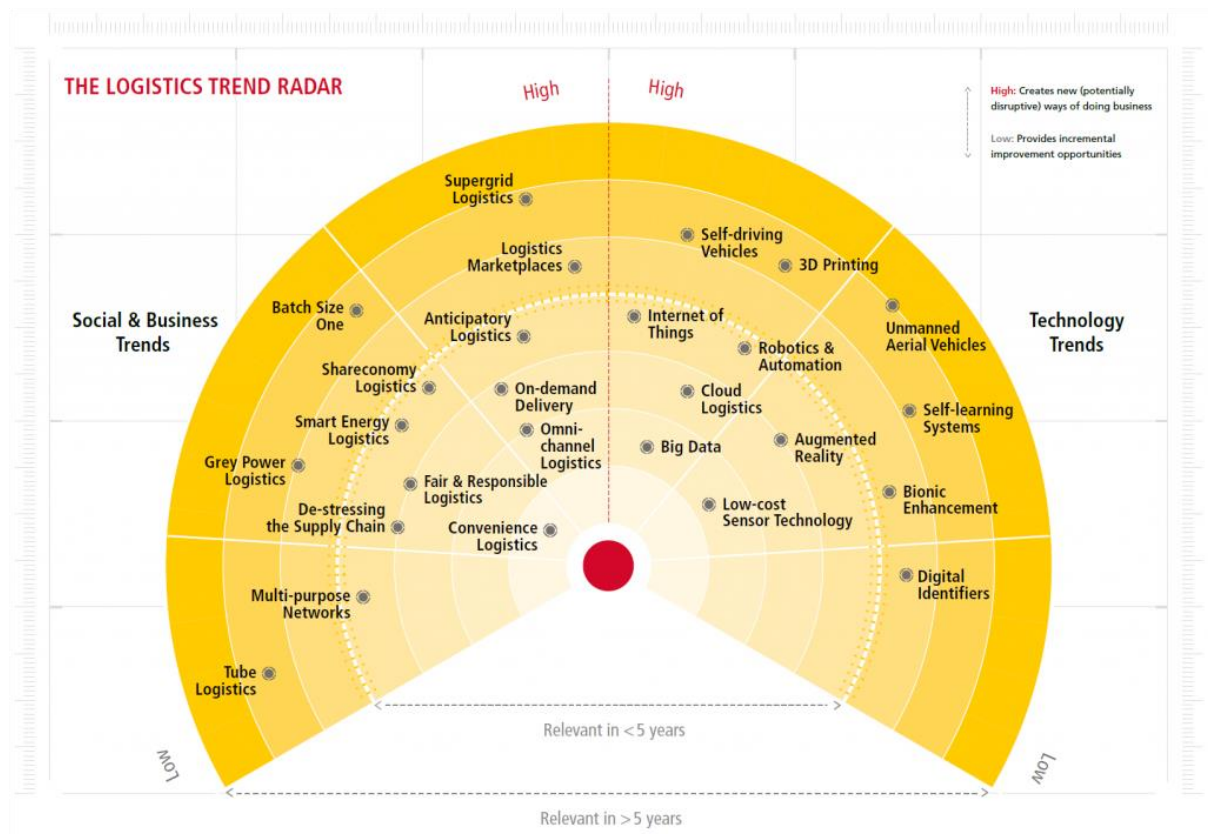 THE LOGISTICS TREND RADAR
High
High
High: Creates new (potentially
disruptive) ways of doing business
Low: Provides incremental
improvement opportunities
Social & Business
Trends
Technology
Trends
Supergrid
Logistics
Logistics
Marketplaces
Batch Size
One
Anticipatory
Logistics
Shareconomy
Logistics
On-demand
Delivery
Smart Energy
Logistics
Omni-
channel
Logistics
Grey Power
Logistics
Fair & Responsible
Logistics
De-stressing
the Supply Chain
Convenience
Logistics
Multi-purpose
Networks
Tube
Logistics
Self-driving
Vehicles
3D Printing
Unmanned
Aerial Vehicles
Internet of
Things
Robotics &
Automation
Cloud
Logistics
Self-learning
Systems
Big Data
Augmented
Reality
Bionic
Enhancement
Low-cost
Sensor Technology
Digital
Identifiers
Low
Low
Relevant in < 5 years
Relevant in > 5 years